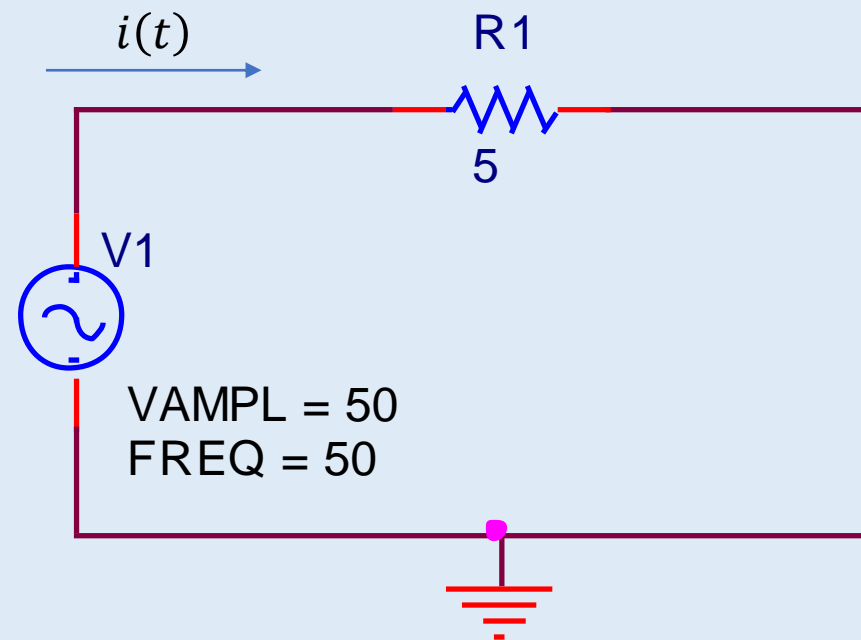 i(t)
R1
5
V1
VAMPL = 50
FREQ = 50